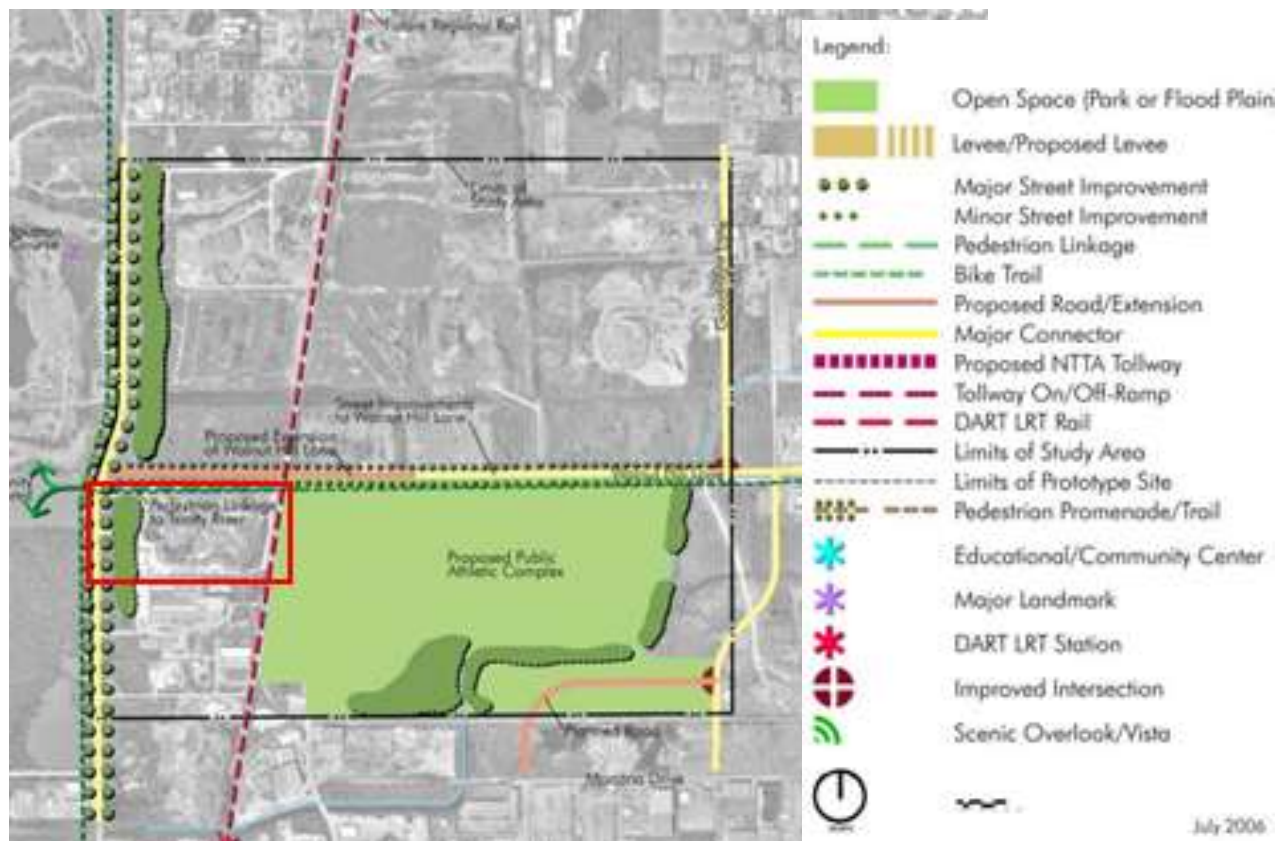 Future Regional Rail
Limits of
Study Area
Street Improvements
to Walnut Hill Lane
Proposed Extension
of Walnut Hill Lane
Pedestrian Linkage
to Trinity River
Proposed Public
Athletic Complex
Planned Road
Legend:
Open Space (Park or Flood Plain
Levee/Proposed Levee
Major Street Improvement
Minor Street Improvement
Pedestrian Linkage
Bike Trail
Proposed Road/Extension
Major Connector
Proposed NTTA Tollway
Tollway On/Off-Ramp
DART LRT Rail
Limits of Study Area
Limits of Prototype Site
Pedestrian Promenade/Trail
Educational/Community Center
Major Landmark
DART LRT Station
Improved Intersection
Scenic Overlook/Vista
July 2006